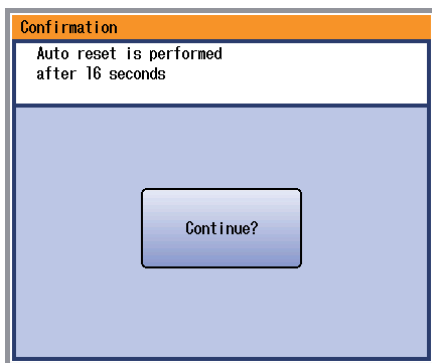 Confirmation
Auto reset is performed
after 16 seconds
Continue?